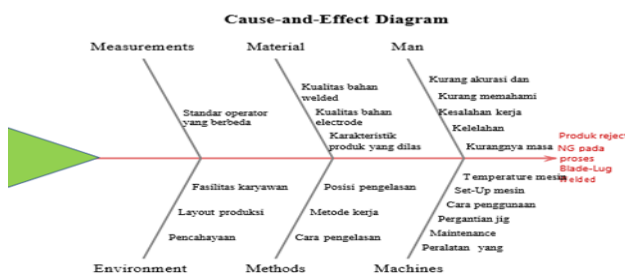 Cause-and-Effect Diagram
Measurements
Material
Man
Standar operator
yang berbeda
Kualitas bahan
welded
Kualitas bahan
electrode
Karakteristik
produk yang dilas
Kurang akurasi dan
Kurang memahami
Kesalahan kerja
Kelelahan
Kurangnya masa
Produk reject
NG pada
proses
Blade-Lug
Welded
Fasilitas karyawan
Layout produksi
Pencahayaan
Posisi pengelasan
Metode kerja
Cara pengelasan
Temperature mesin
Set-Up mesin
Cara penggunaan
Pergantian jig
Maintenance
Peralatan yang
Environment
Methods
Machines